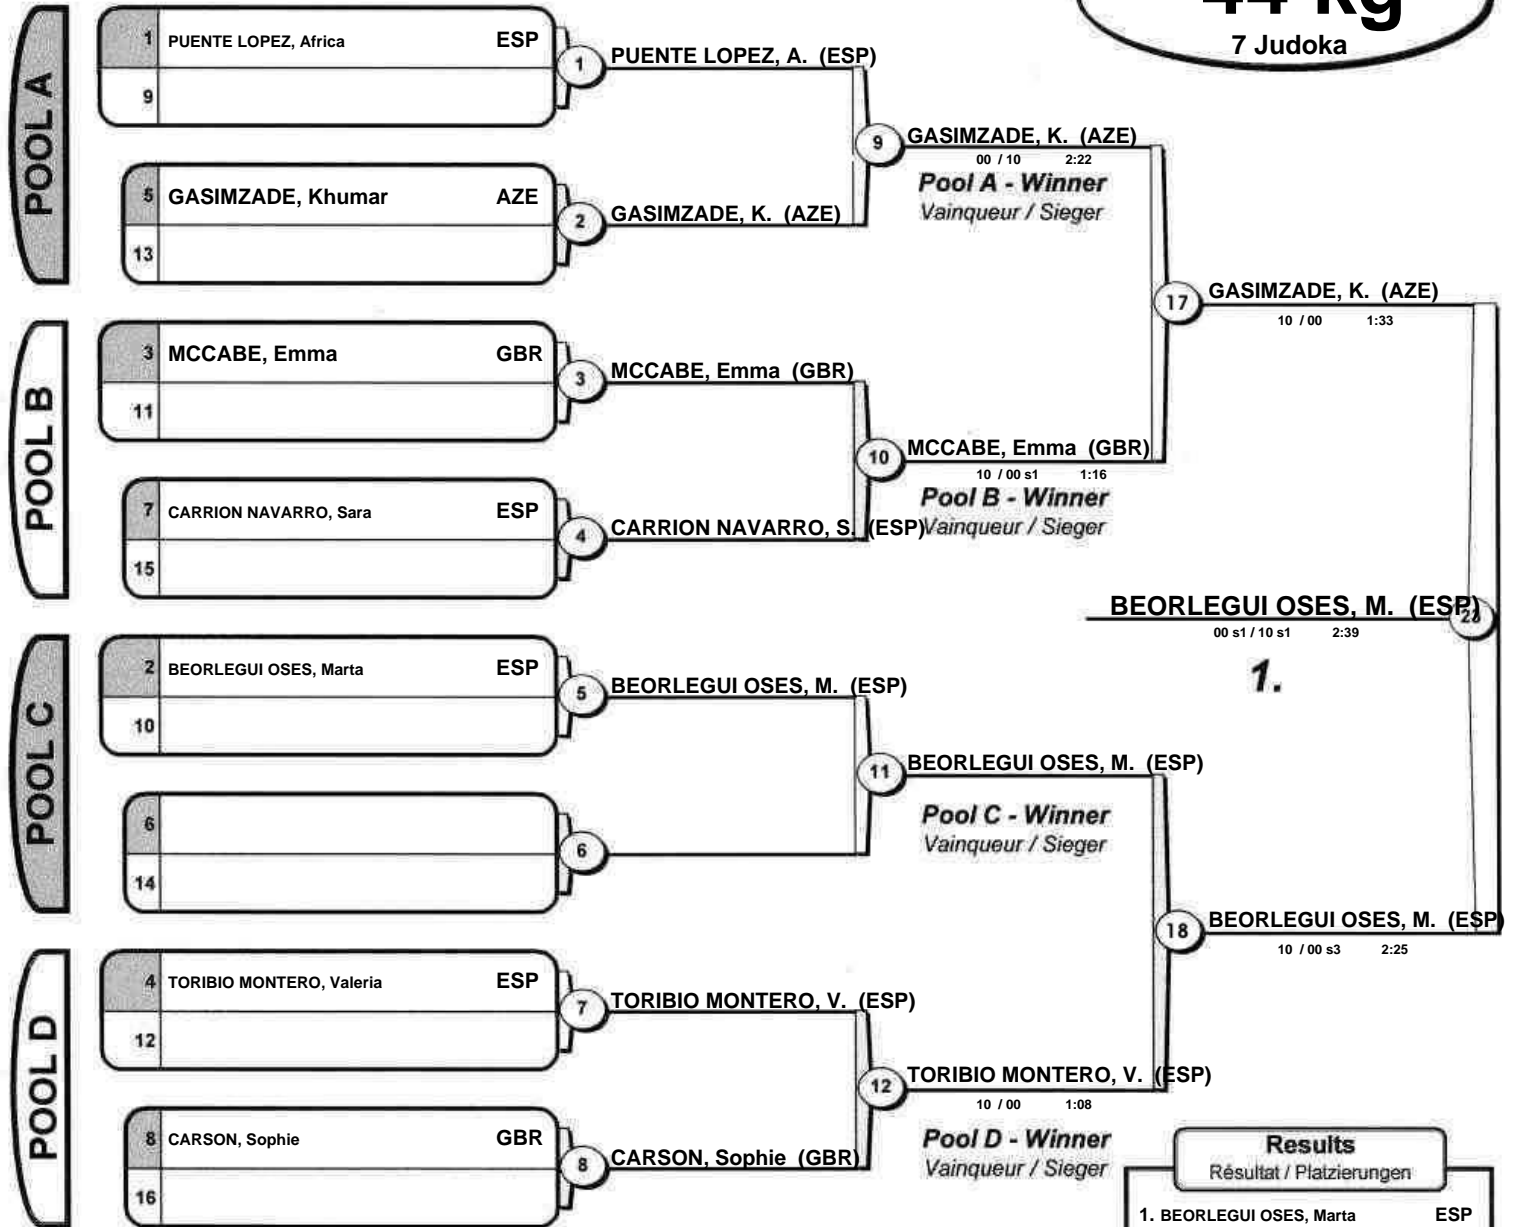 44 kg
7 Judoka
POOL A
1 PUENTE LOPEZ, Africa ESP
9
1 PUENTE LOPEZ, A. (ESP)
5 GASIMZADE, Khumar AZE
13
2 GASIMZADE, K. (AZE)
9 GASIMZADE, K. (AZE)
00 / 10 2:22
Pool A - Winner
Vainqueur / Sieger
17 GASIMZADE, K. (AZE)
10 / 00 1:33
POOL B
3 MCCABE, Emma GBR
11
3 MCCABE, Emma (GBR)
7 CARRION NAVARRO, Sara ESP
15
4 CARRION NAVARRO, S. (ESP)
10 MCCABE, Emma (GBR)
10 / 00 s1 1:16
Pool B - Winner
Vainqueur / Sieger
BEORLEGUI OSES, M. (ESP) 23
00 s1 / 10 s1 2:39
1.
POOL C
2 BEORLEGUI OSES, Marta ESP
10
5 BEORLEGUI OSES, M. (ESP)
6
14
6
11 BEORLEGUI OSES, M. (ESP)
Pool C - Winner
Vainqueur / Sieger
18 BEORLEGUI OSES, M. (ESP)
10 / 00 s3 2:25
POOL D
4 TORIBIO MONTERO, Valeria ESP
12
7 TORIBIO MONTERO, V. (ESP)
8 CARSON, Sophie GBR
16
8 CARSON, Sophie (GBR)
12 TORIBIO MONTERO, V. (ESP)
10 / 00 1:08
Pool D - Winner
Vainqueur / Sieger
Results
Résultat / Platzierungen
1. BEORLEGUI OSES, Marta ESP